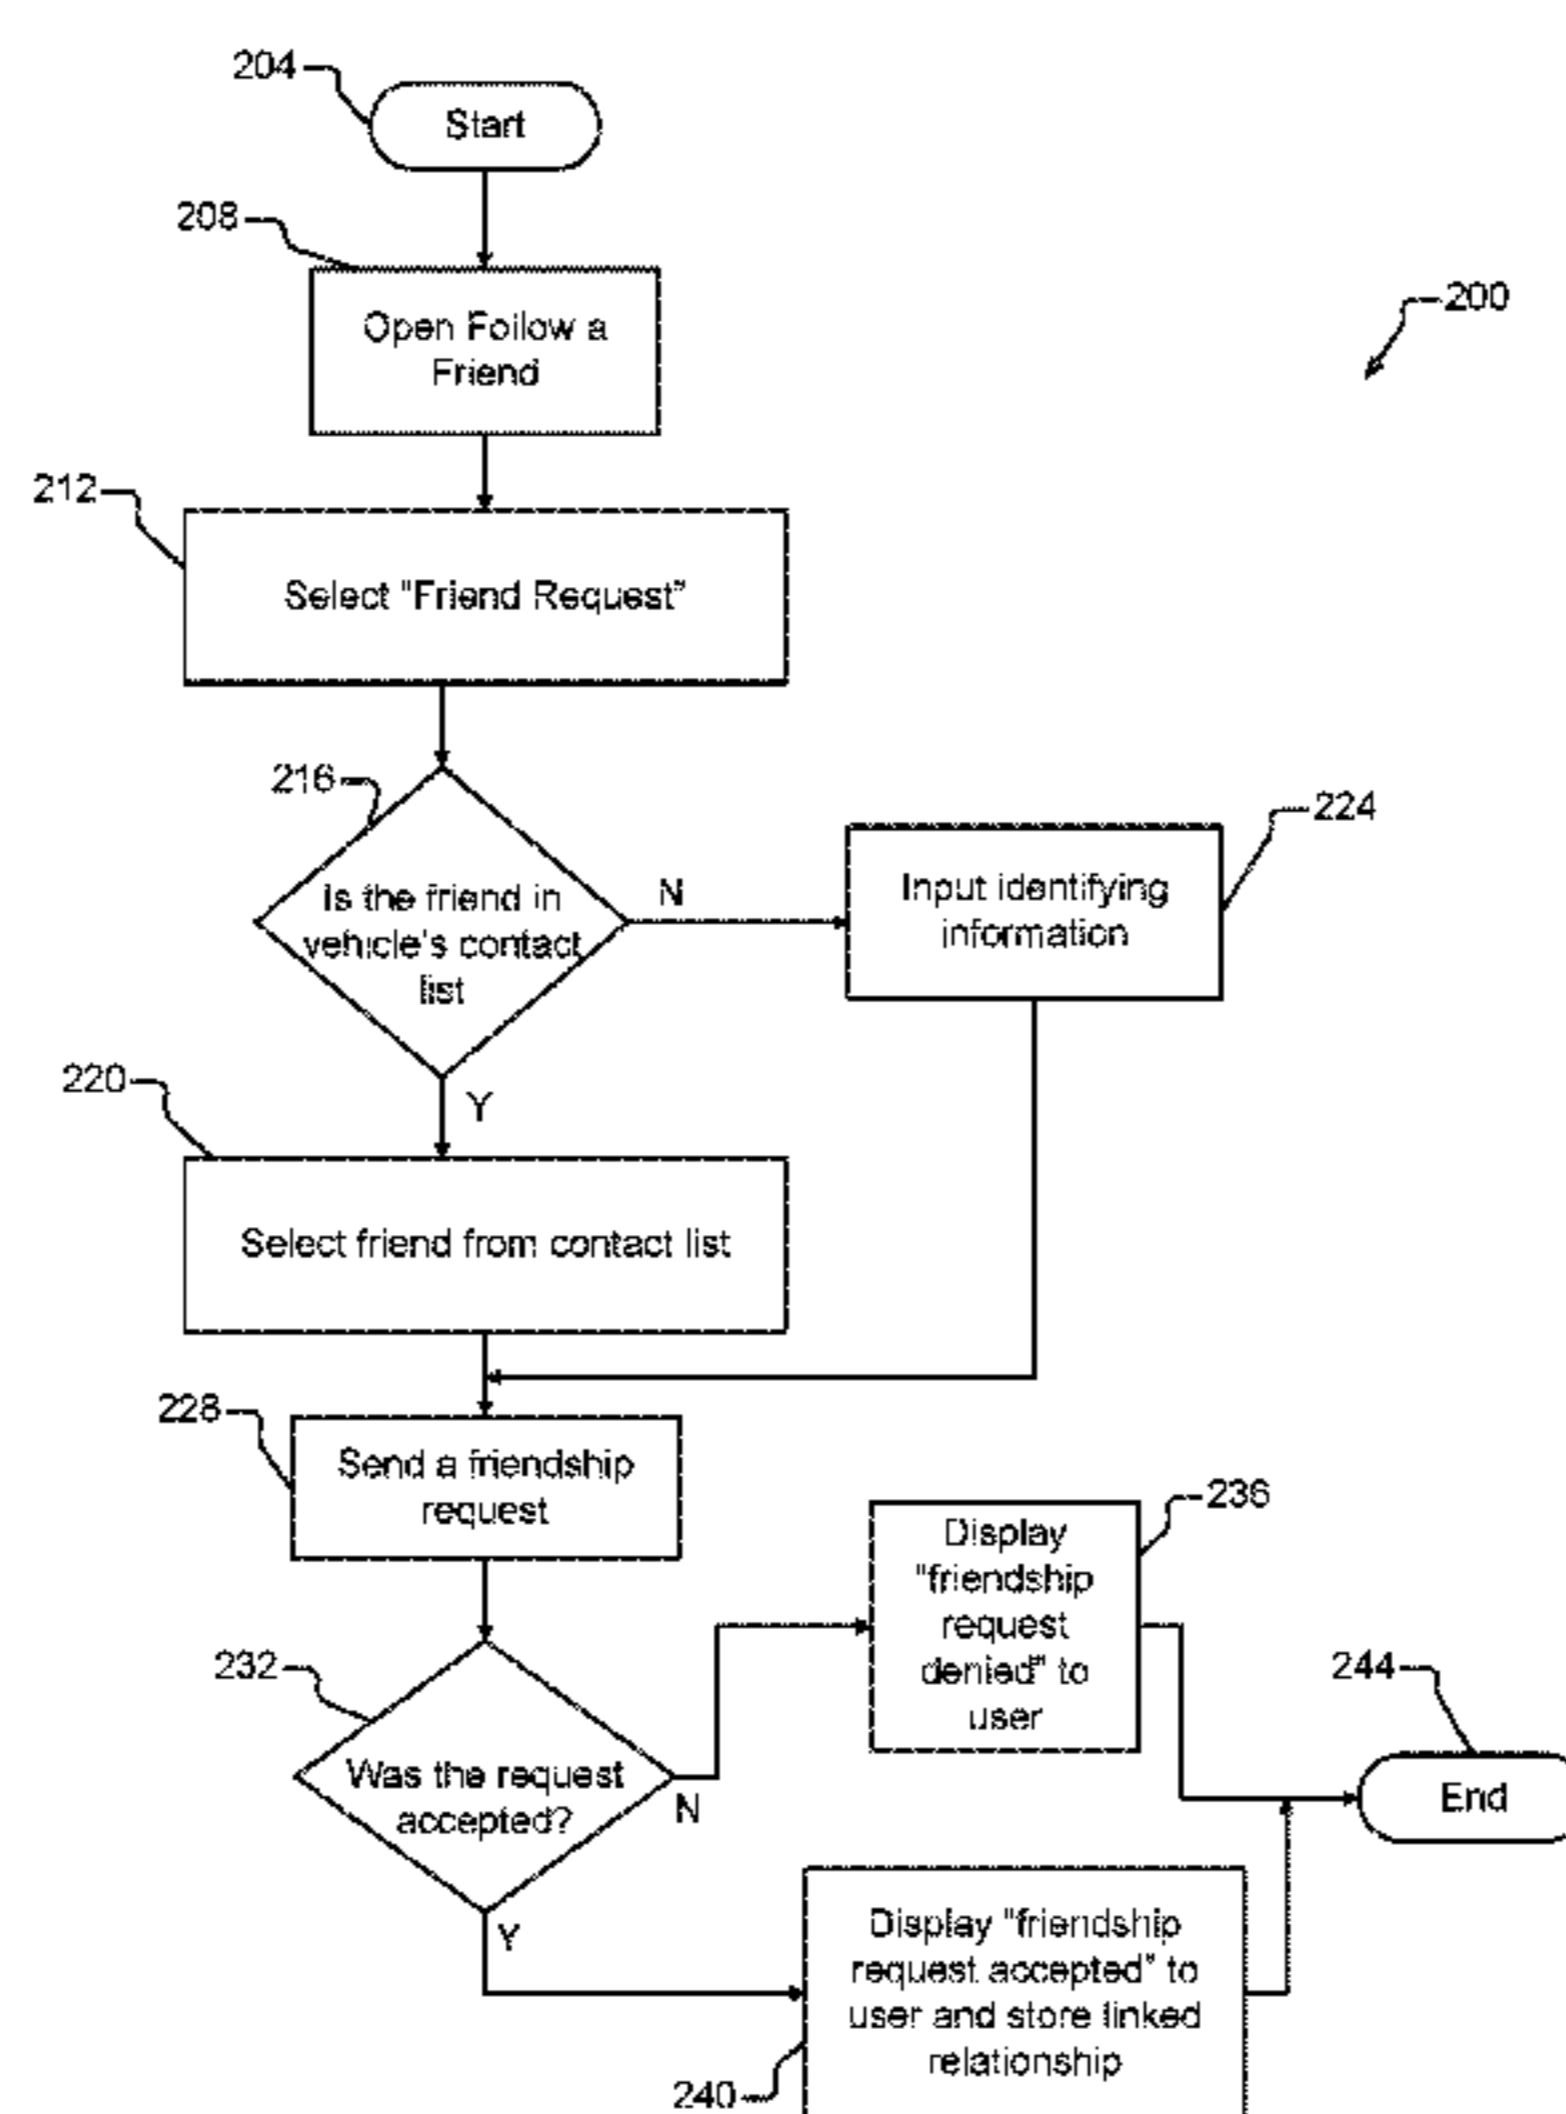 204
Start
208
Open Follow a
Friend
200
212
Select "Friend Request"
216
Is the friend in
vehicle's contact
list
N
224
Input identifying
information
Y
220
Select friend from contact list
228
Send a friendship
request
236
Display
"friendship
request
denied" to
user
232
Was the request
accepted?
N
244
End
Y
Display "friendship
request accepted" to
user and store linked
relationship
240